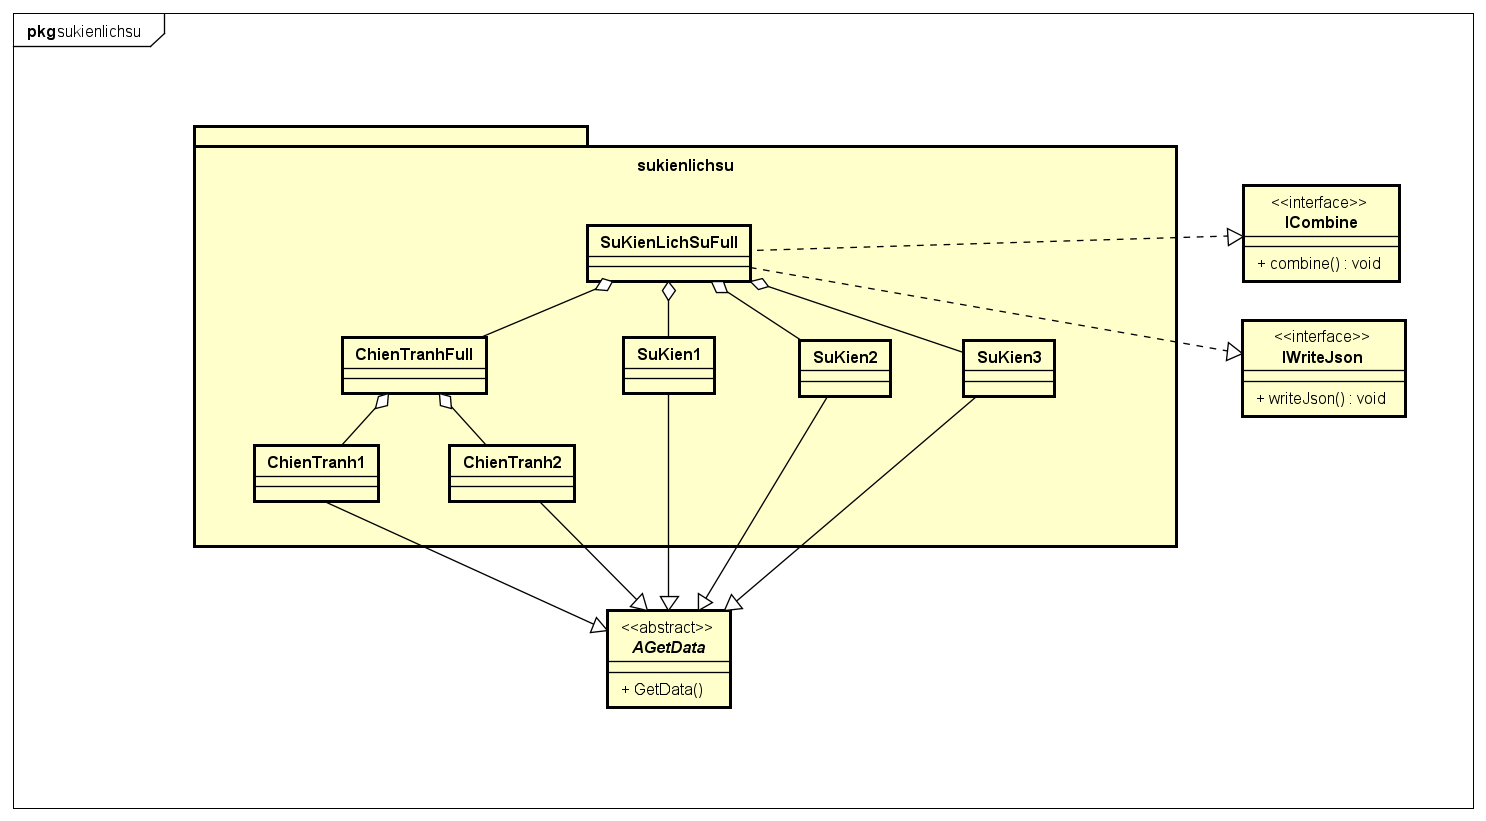 pkg sukienlichsu
sukienlichsu
SuKienLichSuFull
<<interface>>
ICombine
+ combine() : void
<<interface>>
IWriteJson
+ writeJson() : void
ChienTranhFull
SuKien1
SuKien2
SuKien3
ChienTranh1
ChienTranh2
<<abstract>>
AGetData
+ GetData()